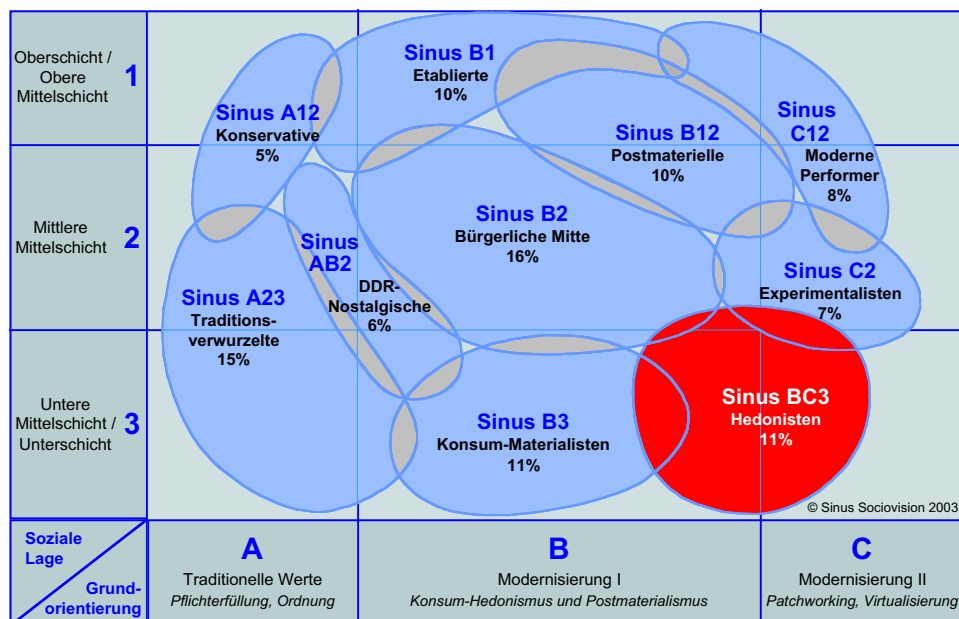 Oberschicht /
Obere
Mittelschicht
1
Mittlere
Mittelschicht
2
Untere
Mittelschicht /
Unterschicht
3
Sinus B1
Etablierte
10%
Sinus A12
Konservative
5%
Sinus B12
Postmaterielle
10%
Sinus
C12
Moderne
Performer
8%
Sinus B2
Bürgerliche Mitte
16%
Sinus
AB2
DDR-
Nostalgische
6%
Sinus A23
Traditions-
verwurzelte
15%
Sinus C2
Experimentalisten
7%
Sinus B3
Konsum-Materialisten
11%
Sinus BC3
Hedonisten
11%
© Sinus Sociovision 2003
Soziale
Lage
Grund-
orientierung
A
Traditionelle Werte
Pflichterfüllung, Ordnung
B
Modernisierung I
Konsum-Hedonismus und Postmaterialismus
C
Modernisierung II
Patchworking, Virtualisierung